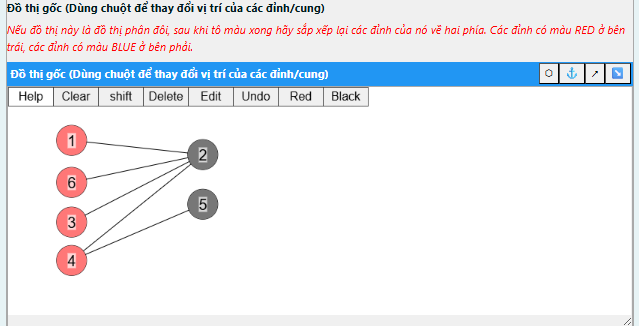 Đồ thị gốc (Dùng chuột để thay đổi vị trí của các đỉnh/cung)
Nếu đồ thị này là đồ thị phân đôi, sau khi tô màu xong hãy sắp xếp lại các đỉnh của nó về hai phía. Các đỉnh có màu RED ở bên
trái, các đỉnh có màu BLUE ở bên phải.
Đồ thị gốc (Dùng chuột để thay đổi vị trí của các đỉnh/cung)
Help Clear shift Delete Edit Undo Red Black
1
2
6
5
3
4